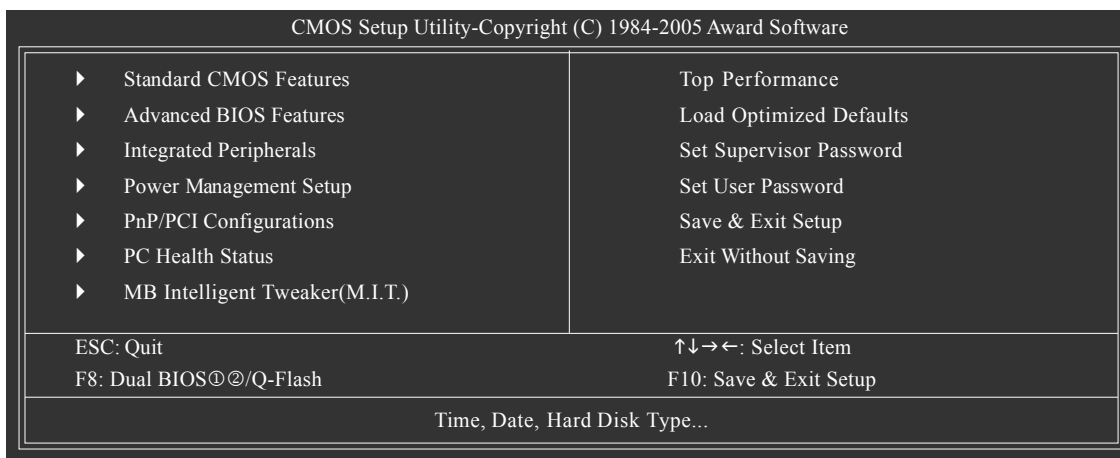 CMOS Setup Utility-Copyright (C) 1984-2005 Award Software
Standard CMOS Features
Advanced BIOS Features
Integrated Peripherals
Power Management Setup
PnP/PCI Configurations
PC Health Status
MB Intelligent Tweaker(M.I.T.)
Top Performance
Load Optimized Defaults
Set Supervisor Password
Set User Password
Save & Exit Setup
Exit Without Saving
ESC: Quit
↑↓→←: Select Item
F8: Dual BIOS①②/Q-Flash
F10: Save & Exit Setup
Time, Date, Hard Disk Type...